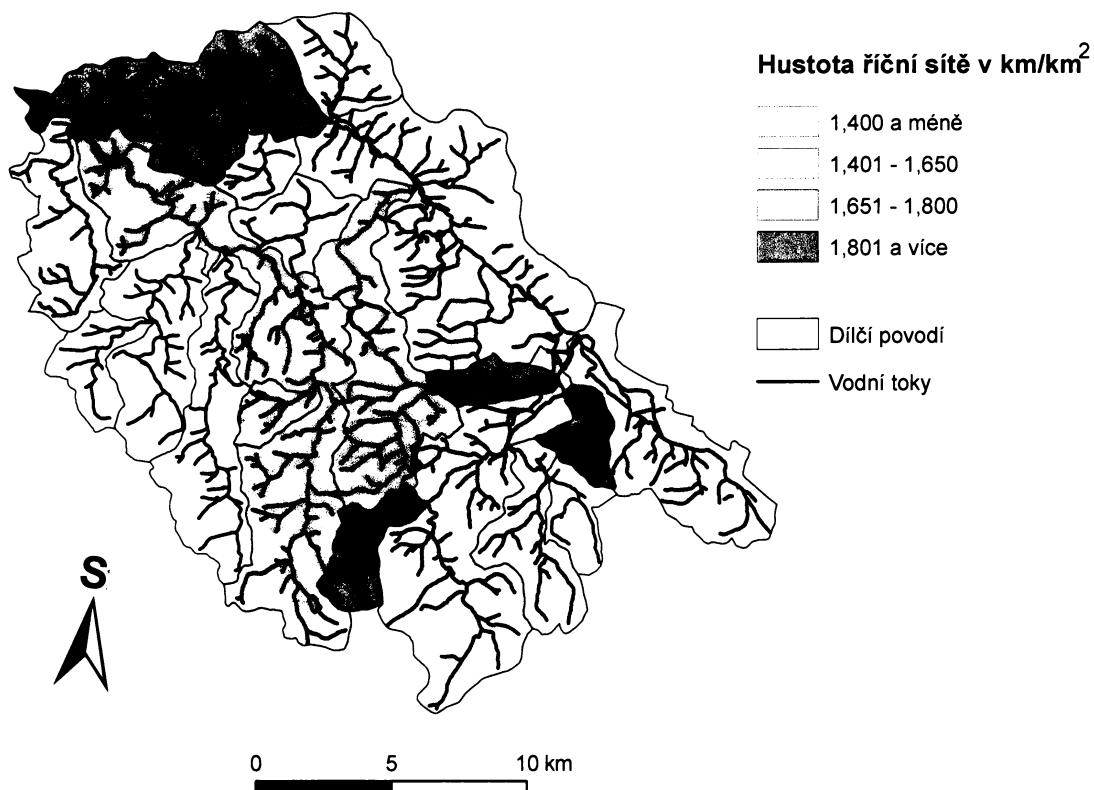 Hustota říční sítě v km/km²
1,400 a méně
1,401 - 1,650
1,651 - 1,800
1,801 a více
Dílčí povodí
Vodní toky
S
0 5 10 km